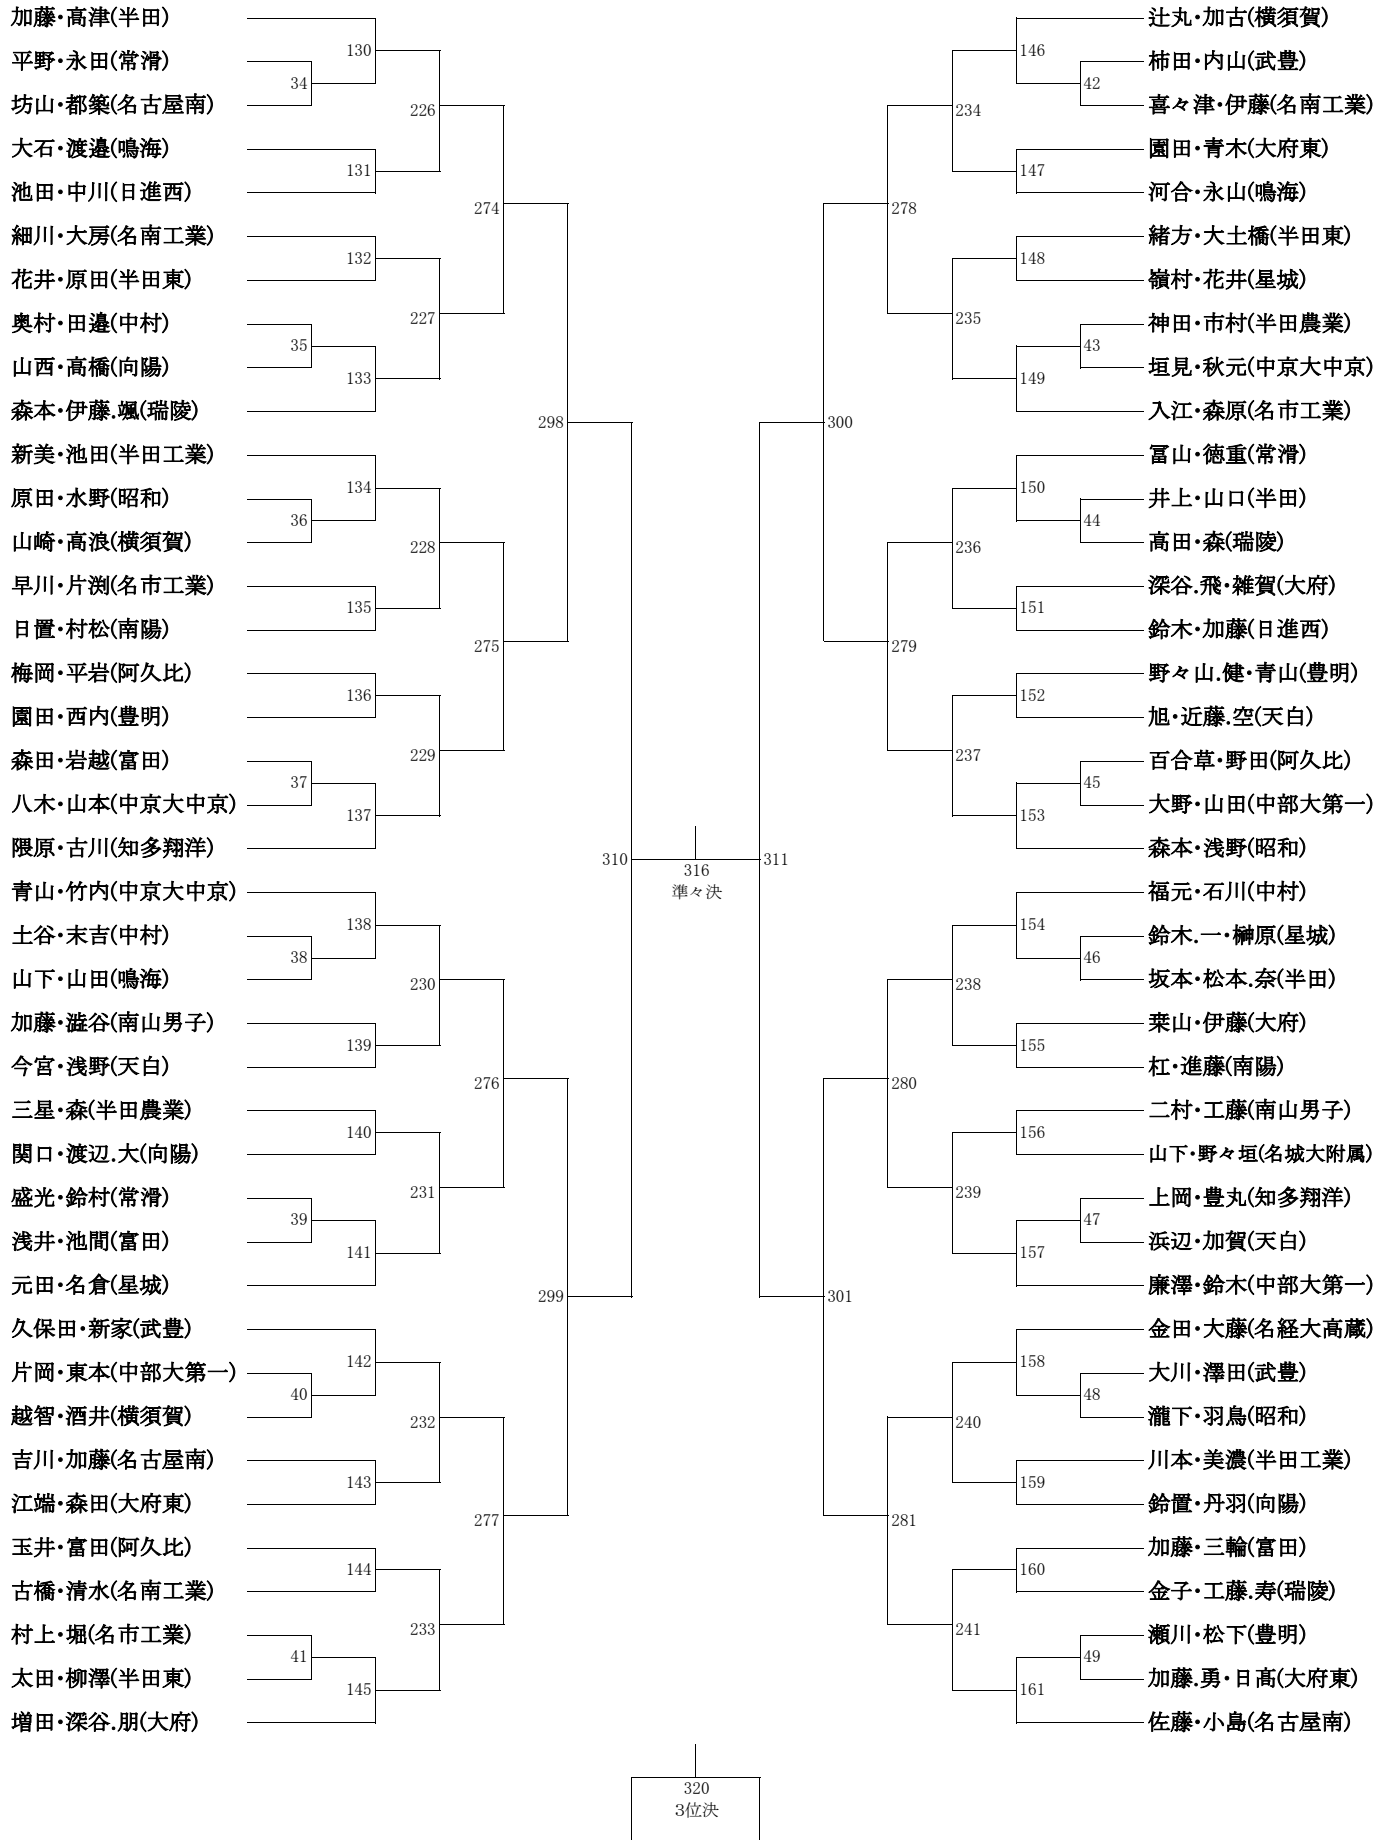 加藤・高津(半田)
平野・永田(常滑)
坊山・都築(名古屋南)
大石・渡邉(鳴海)
池田・中川(日進西)
細川・大房(名南工業)
花井・原田(半田東)
奥村・田邉(中村)
山西・高橋(向陽)
森本・伊藤.颯(瑞陵)
新美・池田(半田工業)
原田・水野(昭和)
山崎・高浪(横須賀)
早川・片渕(名市工業)
日置・村松(南陽)
梅岡・平岩(阿久比)
園田・西内(豊明)
森田・岩越(富田)
八木・山本(中京大中京)
隈原・古川(知多翔洋)
青山・竹内(中京大中京)
土谷・末吉(中村)
山下・山田(鳴海)
加藤・澁谷(南山男子)
今宮・浅野(天白)
三星・森(半田農業)
関口・渡辺.大(向陽)
盛光・鈴村(常滑)
浅井・池間(富田)
元田・名倉(星城)
久保田・新家(武豊)
片岡・東本(中部大第一)
越智・酒井(横須賀)
吉川・加藤(名古屋南)
江端・森田(大府東)
玉井・富田(阿久比)
古橋・清水(名南工業)
村上・堀(名市工業)
太田・柳澤(半田東)
増田・深谷.朋(大府)
34
35
36
37
38
39
40
41
130
131
132
133
134
135
136
137
138
139
140
141
142
143
144
145
226
227
228
229
230
231
232
233
274
275
276
277
298
299
310
316
準々決
320
3位決
311
300
301
278
279
280
281
234
235
236
237
238
239
240
241
146
147
148
149
150
151
152
153
154
155
156
157
158
159
160
161
42
43
44
45
46
47
48
49
辻丸・加古(横須賀)
柿田・内山(武豊)
喜々津・伊藤(名南工業)
園田・青木(大府東)
河合・永山(鳴海)
緒方・大土橋(半田東)
嶺村・花井(星城)
神田・市村(半田農業)
垣見・秋元(中京大中京)
入江・森原(名市工業)
冨山・徳重(常滑)
井上・山口(半田)
高田・森(瑞陵)
深谷.飛・雑賀(大府)
鈴木・加藤(日進西)
野々山.健・青山(豊明)
旭・近藤.空(天白)
百合草・野田(阿久比)
大野・山田(中部大第一)
森本・浅野(昭和)
福元・石川(中村)
鈴木.一・榊原(星城)
坂本・松本.奈(半田)
桒山・伊藤(大府)
杠・進藤(南陽)
二村・工藤(南山男子)
山下・野々垣(名城大附属)
上岡・豊丸(知多翔洋)
浜辺・加賀(天白)
廉澤・鈴木(中部大第一)
金田・大藤(名経大高蔵)
大川・澤田(武豊)
瀧下・羽鳥(昭和)
川本・美濃(半田工業)
鈴置・丹羽(向陽)
加藤・三輪(富田)
金子・工藤.寿(瑞陵)
瀬川・松下(豊明)
加藤.勇・日髙(大府東)
佐藤・小島(名古屋南)